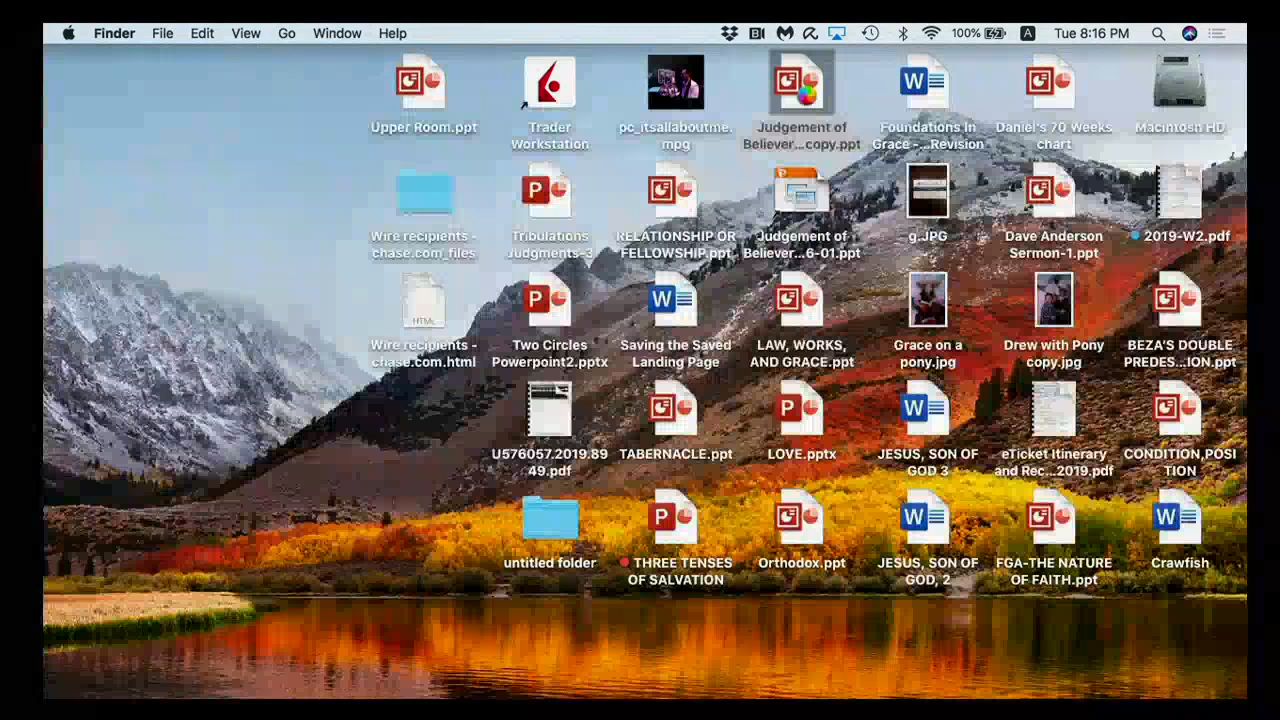 Finder File Edit View Go Window Help 100% A Tue 8:16 PM
Upper Room.ppt
Trader
Workstation
pc_itsallaboutme.
mpg
Judgement of
Believer...copy.ppt
Foundations In
Grace -...Revision
Daniel's 70 Weeks
chart
Macintosh HD
Wire recipients -
chase.com_files
Tribulations
Judgments-3
RELATIONSHIP OR
FELLOWSHIP.ppt
Judgement of
Believer...6-01.ppt
g.JPG
Dave Anderson
Sermon-1.ppt
2019-W2.pdf
HTML
Wire recipients -
chase.com.html
Two Circles
Powerpoint2.pptx
Saving the Saved
Landing Page
LAW, WORKS,
AND GRACE.ppt
Grace on a
pony.jpg
Drew with Pony
copy.jpg
BEZA'S DOUBLE
PREDES...ION.ppt
U576057.2019.89
49.pdf
TABERNACLE.ppt
LOVE.pptx
JESUS, SON OF
GOD 3
eTicket Itinerary
and Rec...2019.pdf
CONDITION,POSI
TION
untitled folder
THREE TENSES
OF SALVATION
Orthodox.ppt
JESUS, SON OF
GOD, 2
FGA-THE NATURE
OF FAITH.ppt
Crawfish